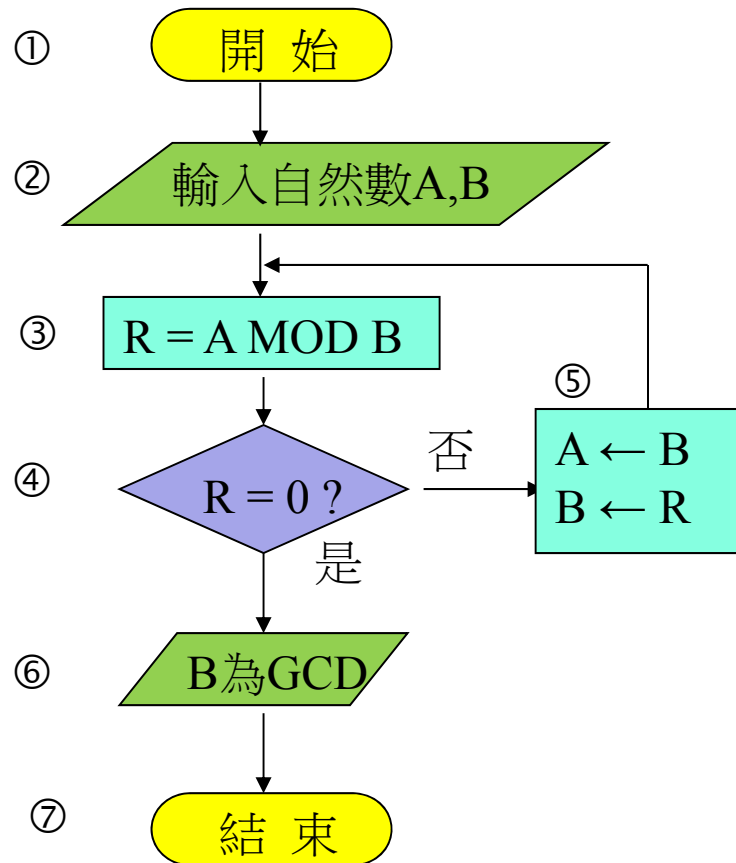 ① 開 始
② 輸入自然數A,B
③ R = A MOD B
④ R = 0 ?
否
⑤
A ← B
B ← R
是
⑥ B為GCD
⑦ 結 束